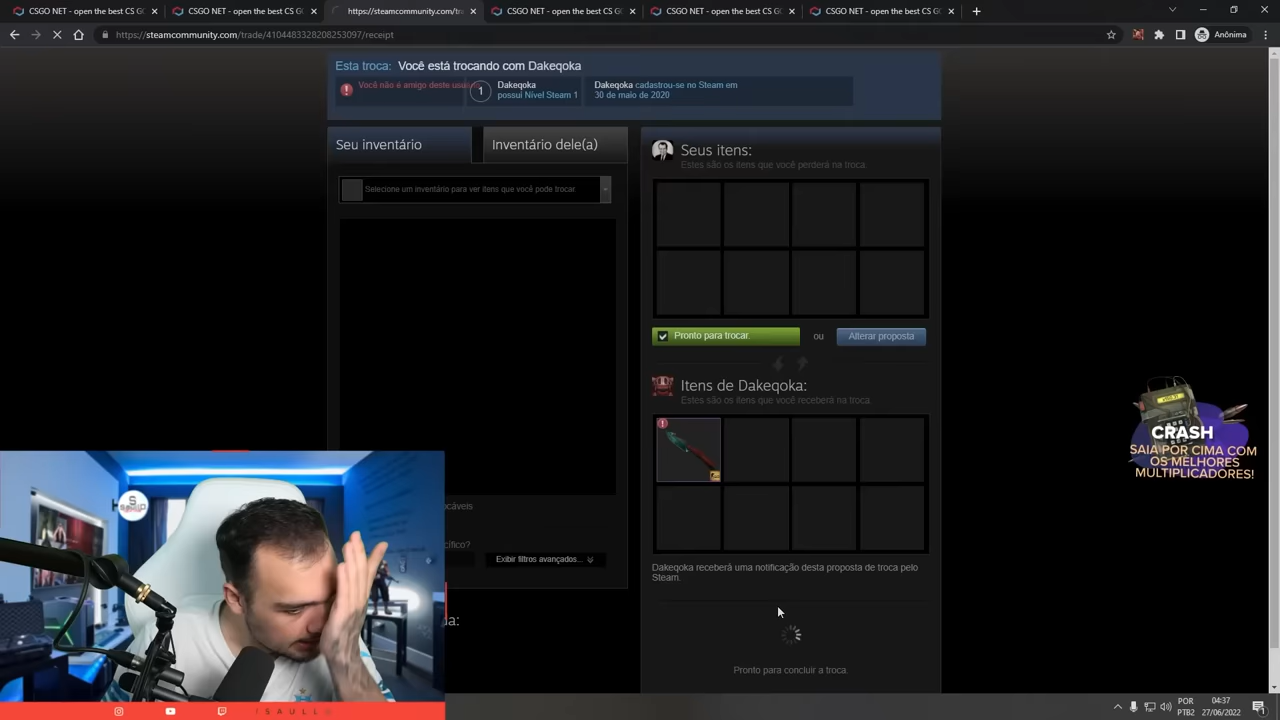 CSGO NET - open the best CS GO
CSGO NET - open the best CS GO
https://steamcommunity.com/tra
CSGO NET - open the best CS GO
CSGO NET - open the best CS GO
CSGO NET - open the best CS GO
https://steamcommunity.com/trade/4104483328208253097/receipt
Anônima
Esta troca: Você está trocando com Dakeqoka
Você não é amigo deste
1
Dakeqoka
possui Nível Steam 1
Dakeqoka cadastrou-se no Steam em
30 de maio de 2020
Seu inventário
Inventário dele(a)
Selecione um inventário para ver itens que você pode trocar.
Seus itens:
Estes são os itens que você perderá na troca.
Pronto para trocar.
ou
Alterar proposta
Itens de Dakeqoka:
Estes são os itens que você receberá na troca.
Exibir filtros avançados...
Dakeqoka receberá uma notificação desta proposta de troca pelo
Steam.
Pronto para concluir a troca.
CRASH
SAIA POR CIMA COM
OS MELHORES
MULTIPLICADORES!
POR
PTB2
04:37
27/06/2022